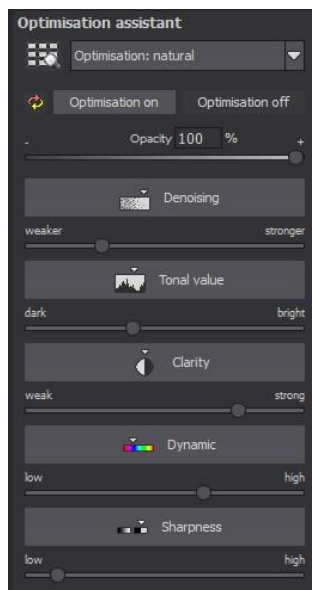 Optimisation assistant
Optimisation: natural
Optimisation on Optimisation off
- Opacity 100 % +
Denoising
weaker stronger
Tonal value
dark bright
Clarity
weak strong
Dynamic
low high
Sharpness
low high